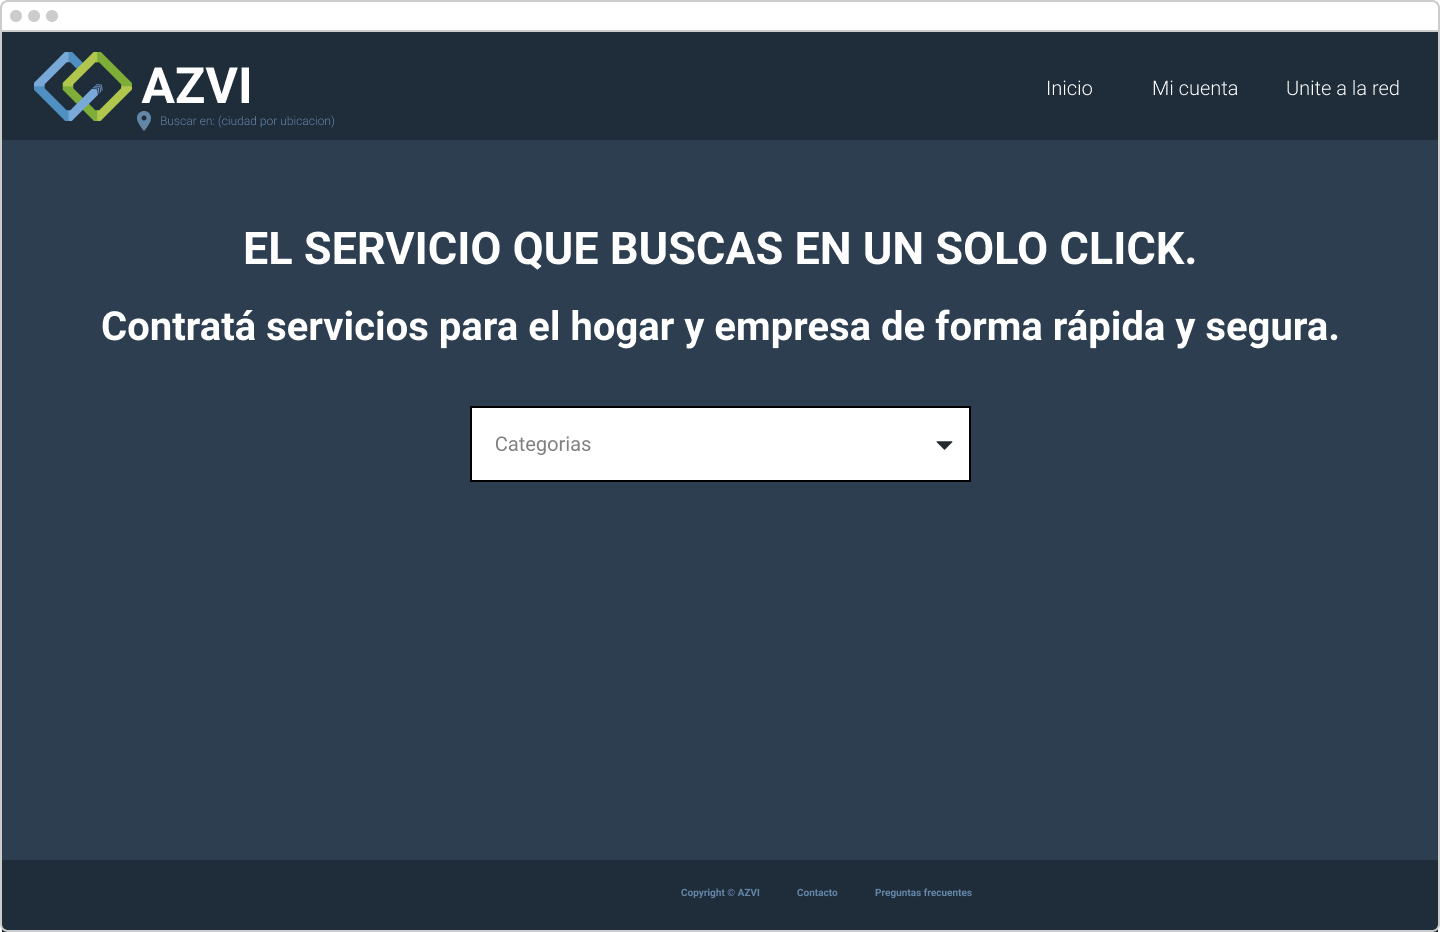 AZVI
Inicio
Mi cuenta
Unite a la red
Buscar en: (ciudad por ubicacion)
EL SERVICIO QUE BUSCAS EN UN SOLO CLICK.
Contratá servicios para el hogar y empresa de forma rápida y segura.
Categorias
Copyright © AZVI
Contacto
Preguntas frecuentes